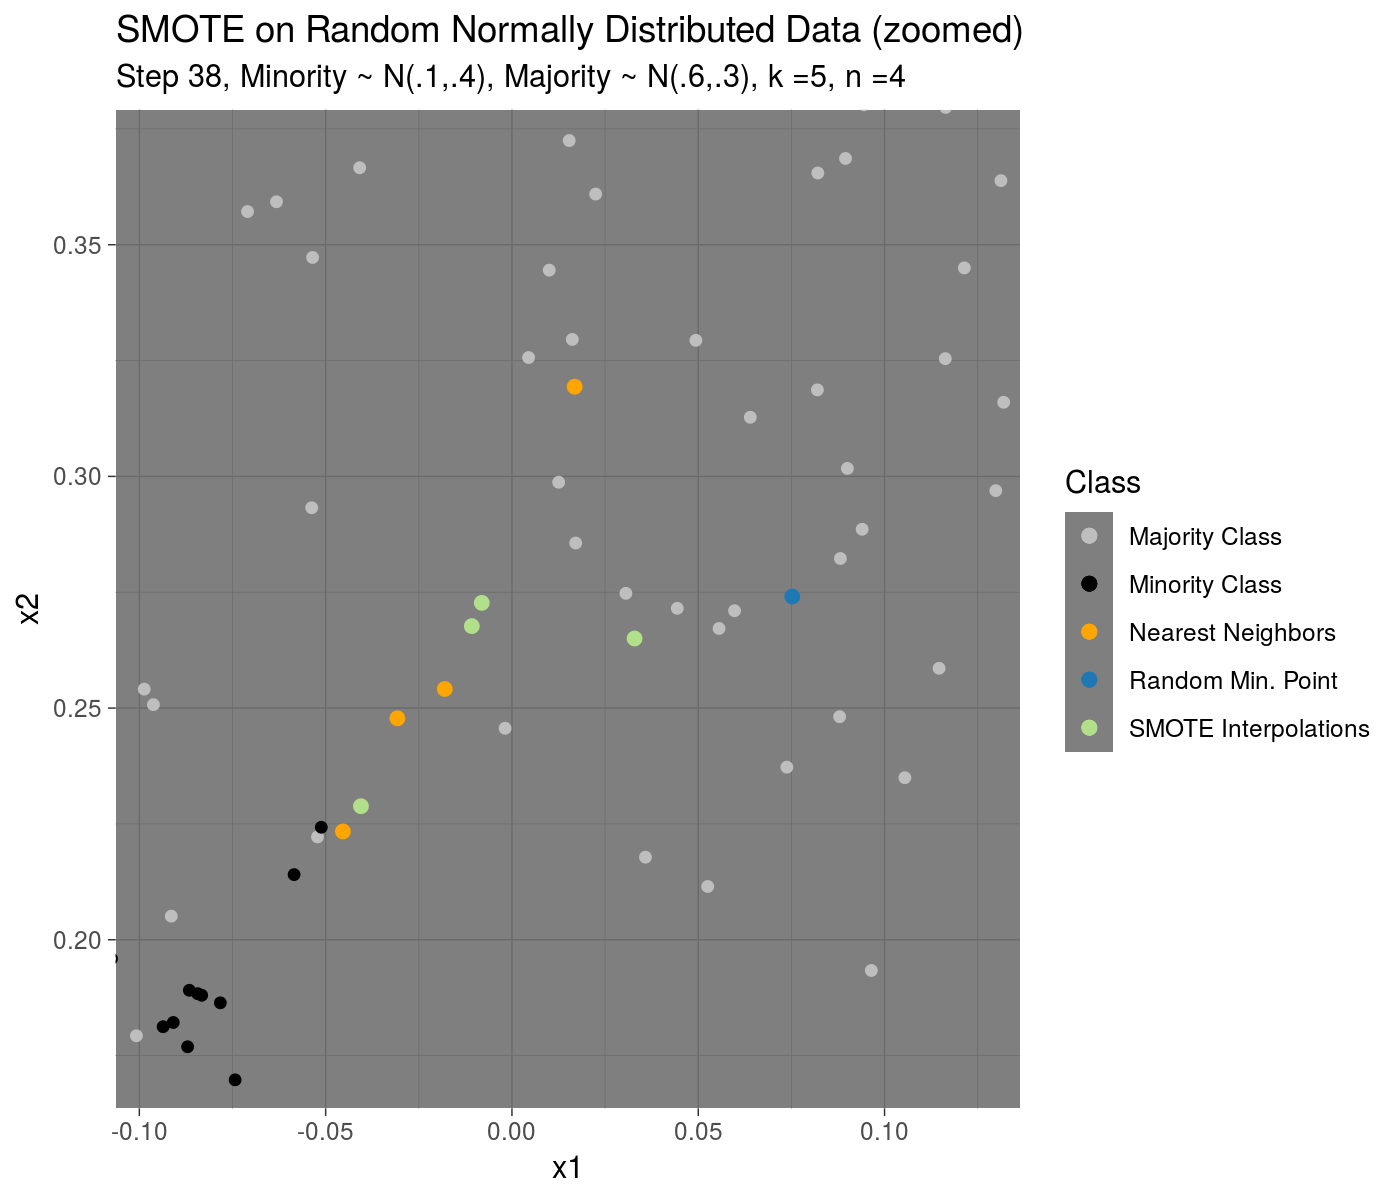 SMOTE on Random Normally Distributed Data (zoomed)
Step 38, Minority ~ N(.1,.4), Majority ~ N(.6,.3), k =5, n =4
0.35
0.30
0.25
0.20
x2
-0.10
-0.05
0.00
0.05
0.10
x1
Class
Majority Class
Minority Class
Nearest Neighbors
Random Min. Point
SMOTE Interpolations